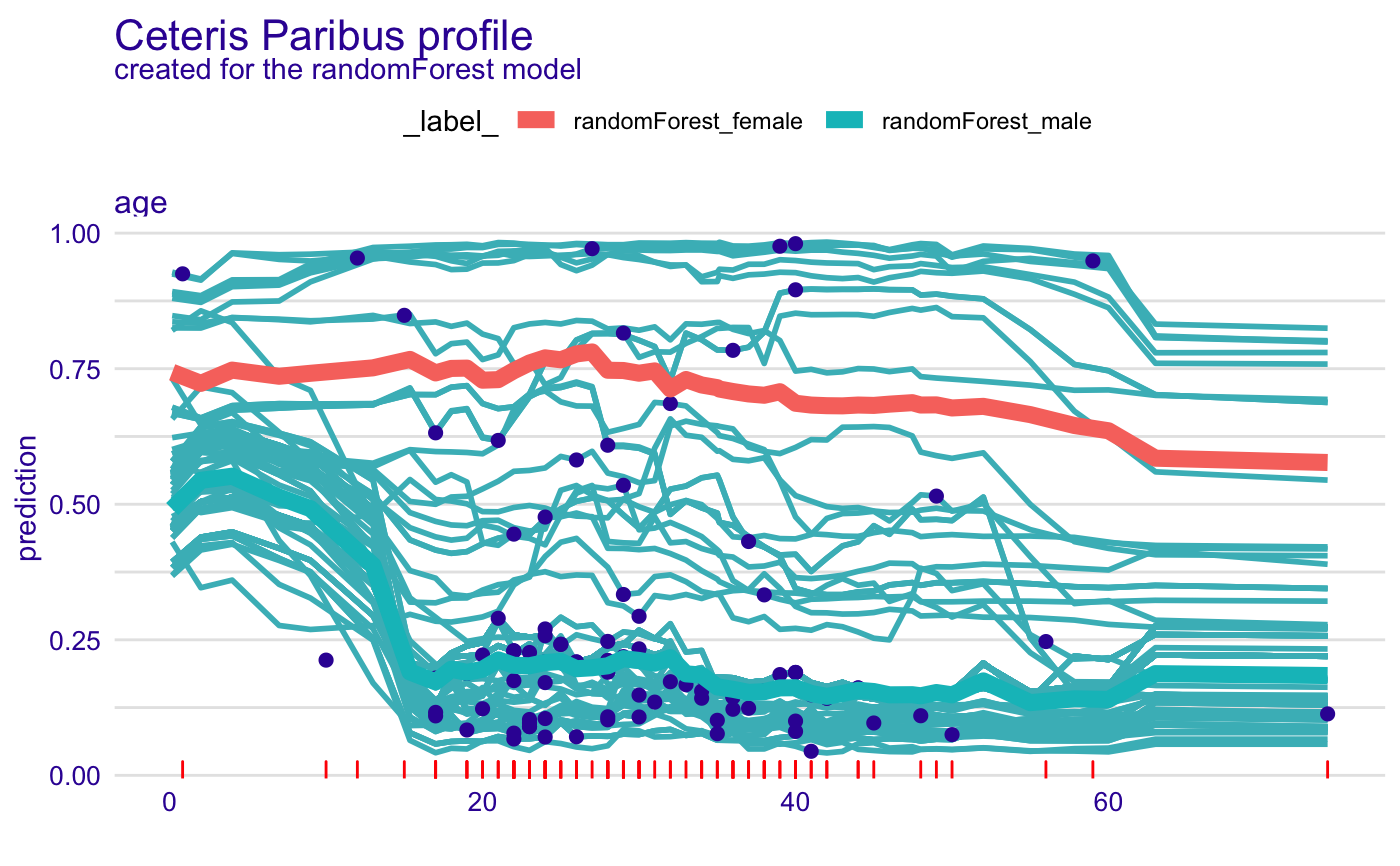 Ceteris Paribus profile
created for the randomForest model
_label_ randomForest_female randomForest_male
age
1.00
0.75
0.50
0.25
0.00
prediction
0 20 40 60